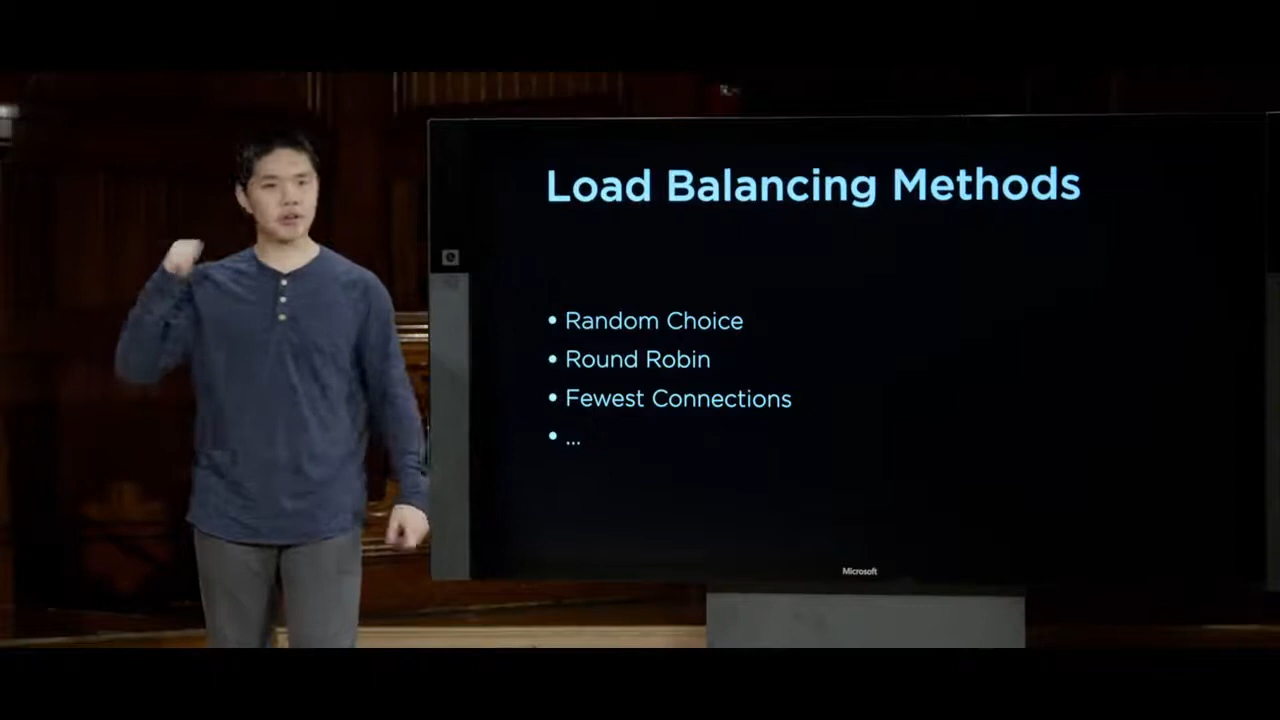 Load Balancing Methods
• Random Choice
• Round Robin
• Fewest Connections
• ...
Microsoft